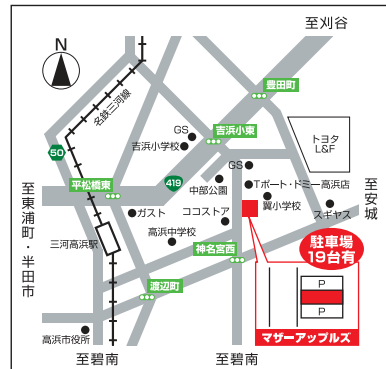 至刈谷
N
豊田町
名鉄三河線
GS
吉浜小東
吉浜小学校
トヨタ
L&F
50
GS
419
中部公園
Tポート・ドミー高浜店
平松橋東
至安城
ガスト
ココストア
翼小学校
スギヤス
至東浦町・半田市
高浜中学校
三河高浜駅
神名宮西
駐車場
19台有
渡辺町
P
P
高浜市役所
マザーアップルズ
至碧南
至碧南